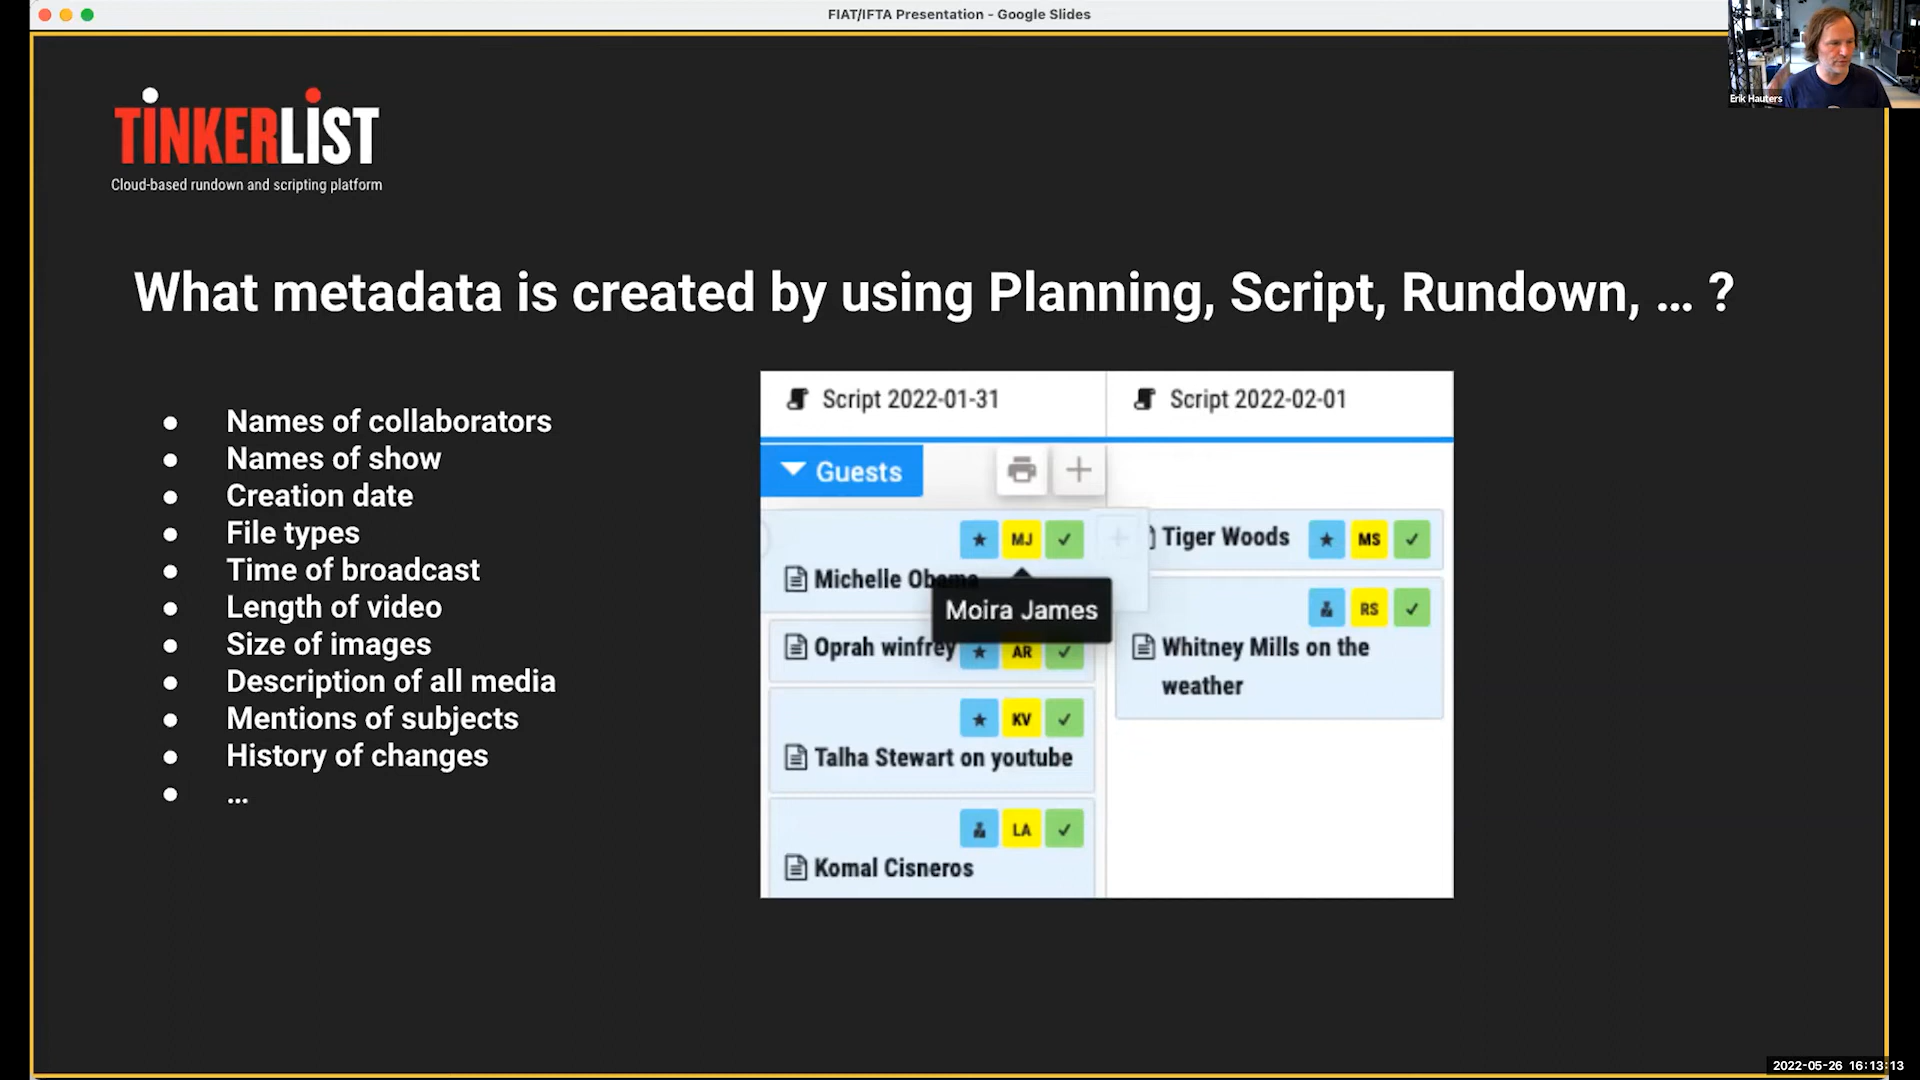 FIAT/IFTA Presentation - Google Slides
Erik Hauters
TINKERLIST
Cloud-based rundown and scripting platform
What metadata is created by using Planning, Script, Rundown, ... ?
● Names of collaborators
● Names of show
● Creation date
● File types
● Time of broadcast
● Length of video
● Size of images
● Description of all media
● Mentions of subjects
● History of changes
● ...
Script 2022-01-31
Script 2022-02-01
Guests
MJ
Michelle Obama
Moira James
Oprah winfrey
AR
KV
Talha Stewart on youtube
LA
Komal Cisneros
Tiger Woods
MS
RS
Whitney Mills on the
weather
2022-05-26 16:13:13